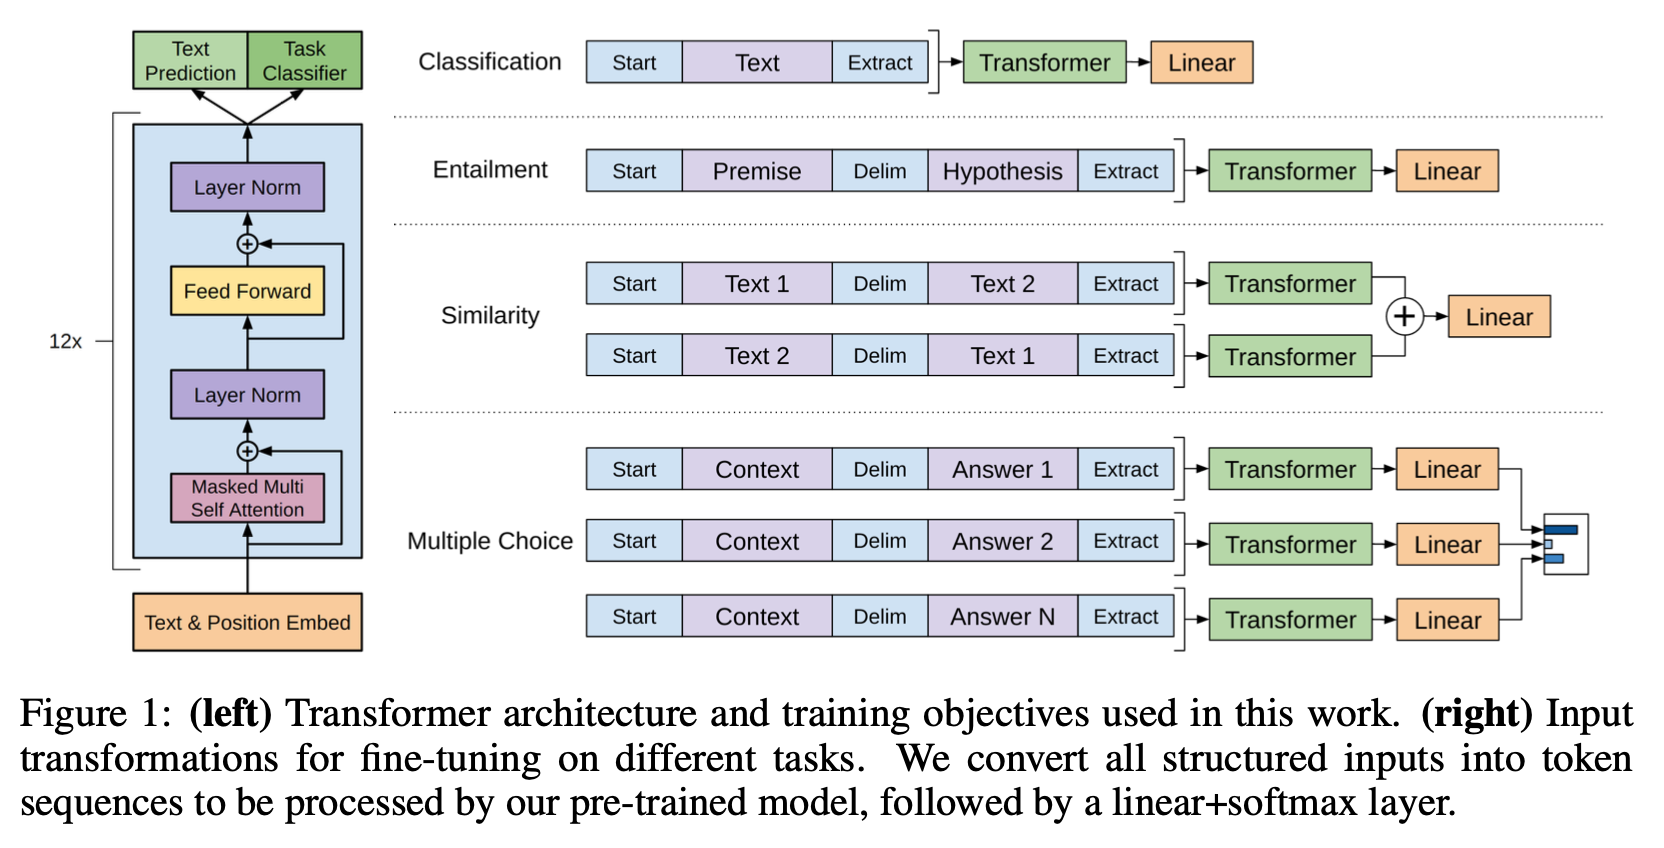 Text
Prediction
Task
Classifier
12x
Layer Norm
+
Feed Forward
Layer Norm
+
Masked Multi
Self Attention
Text & Position Embed
Classification
Start Text Extract Transformer Linear
Entailment
Start Premise Delim Hypothesis Extract Transformer Linear
Similarity
Start Text 1 Delim Text 2 Extract Transformer
+ Linear
Start Text 2 Delim Text 1 Extract Transformer
Multiple Choice
Start Context Delim Answer 1 Extract Transformer Linear
Start Context Delim Answer 2 Extract Transformer Linear
Start Context Delim Answer N Extract Transformer Linear
Figure 1: (left) Transformer architecture and training objectives used in this work. (right) Input
transformations for fine-tuning on different tasks. We convert all structured inputs into token
sequences to be processed by our pre-trained model, followed by a linear+softmax layer.